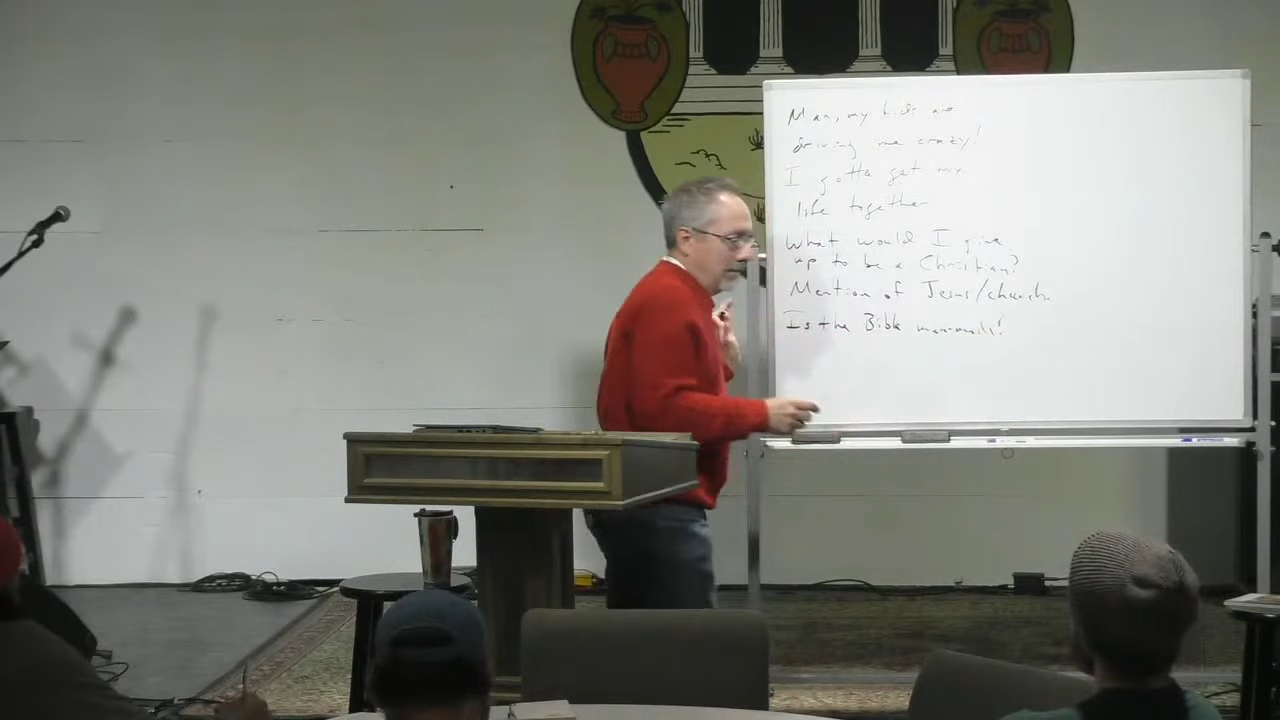 Man, my kids are
driving me crazy!
I gotta get my
life together
What would I give
up to be a Christian?
Mention of Jesus/church
Is the Bible